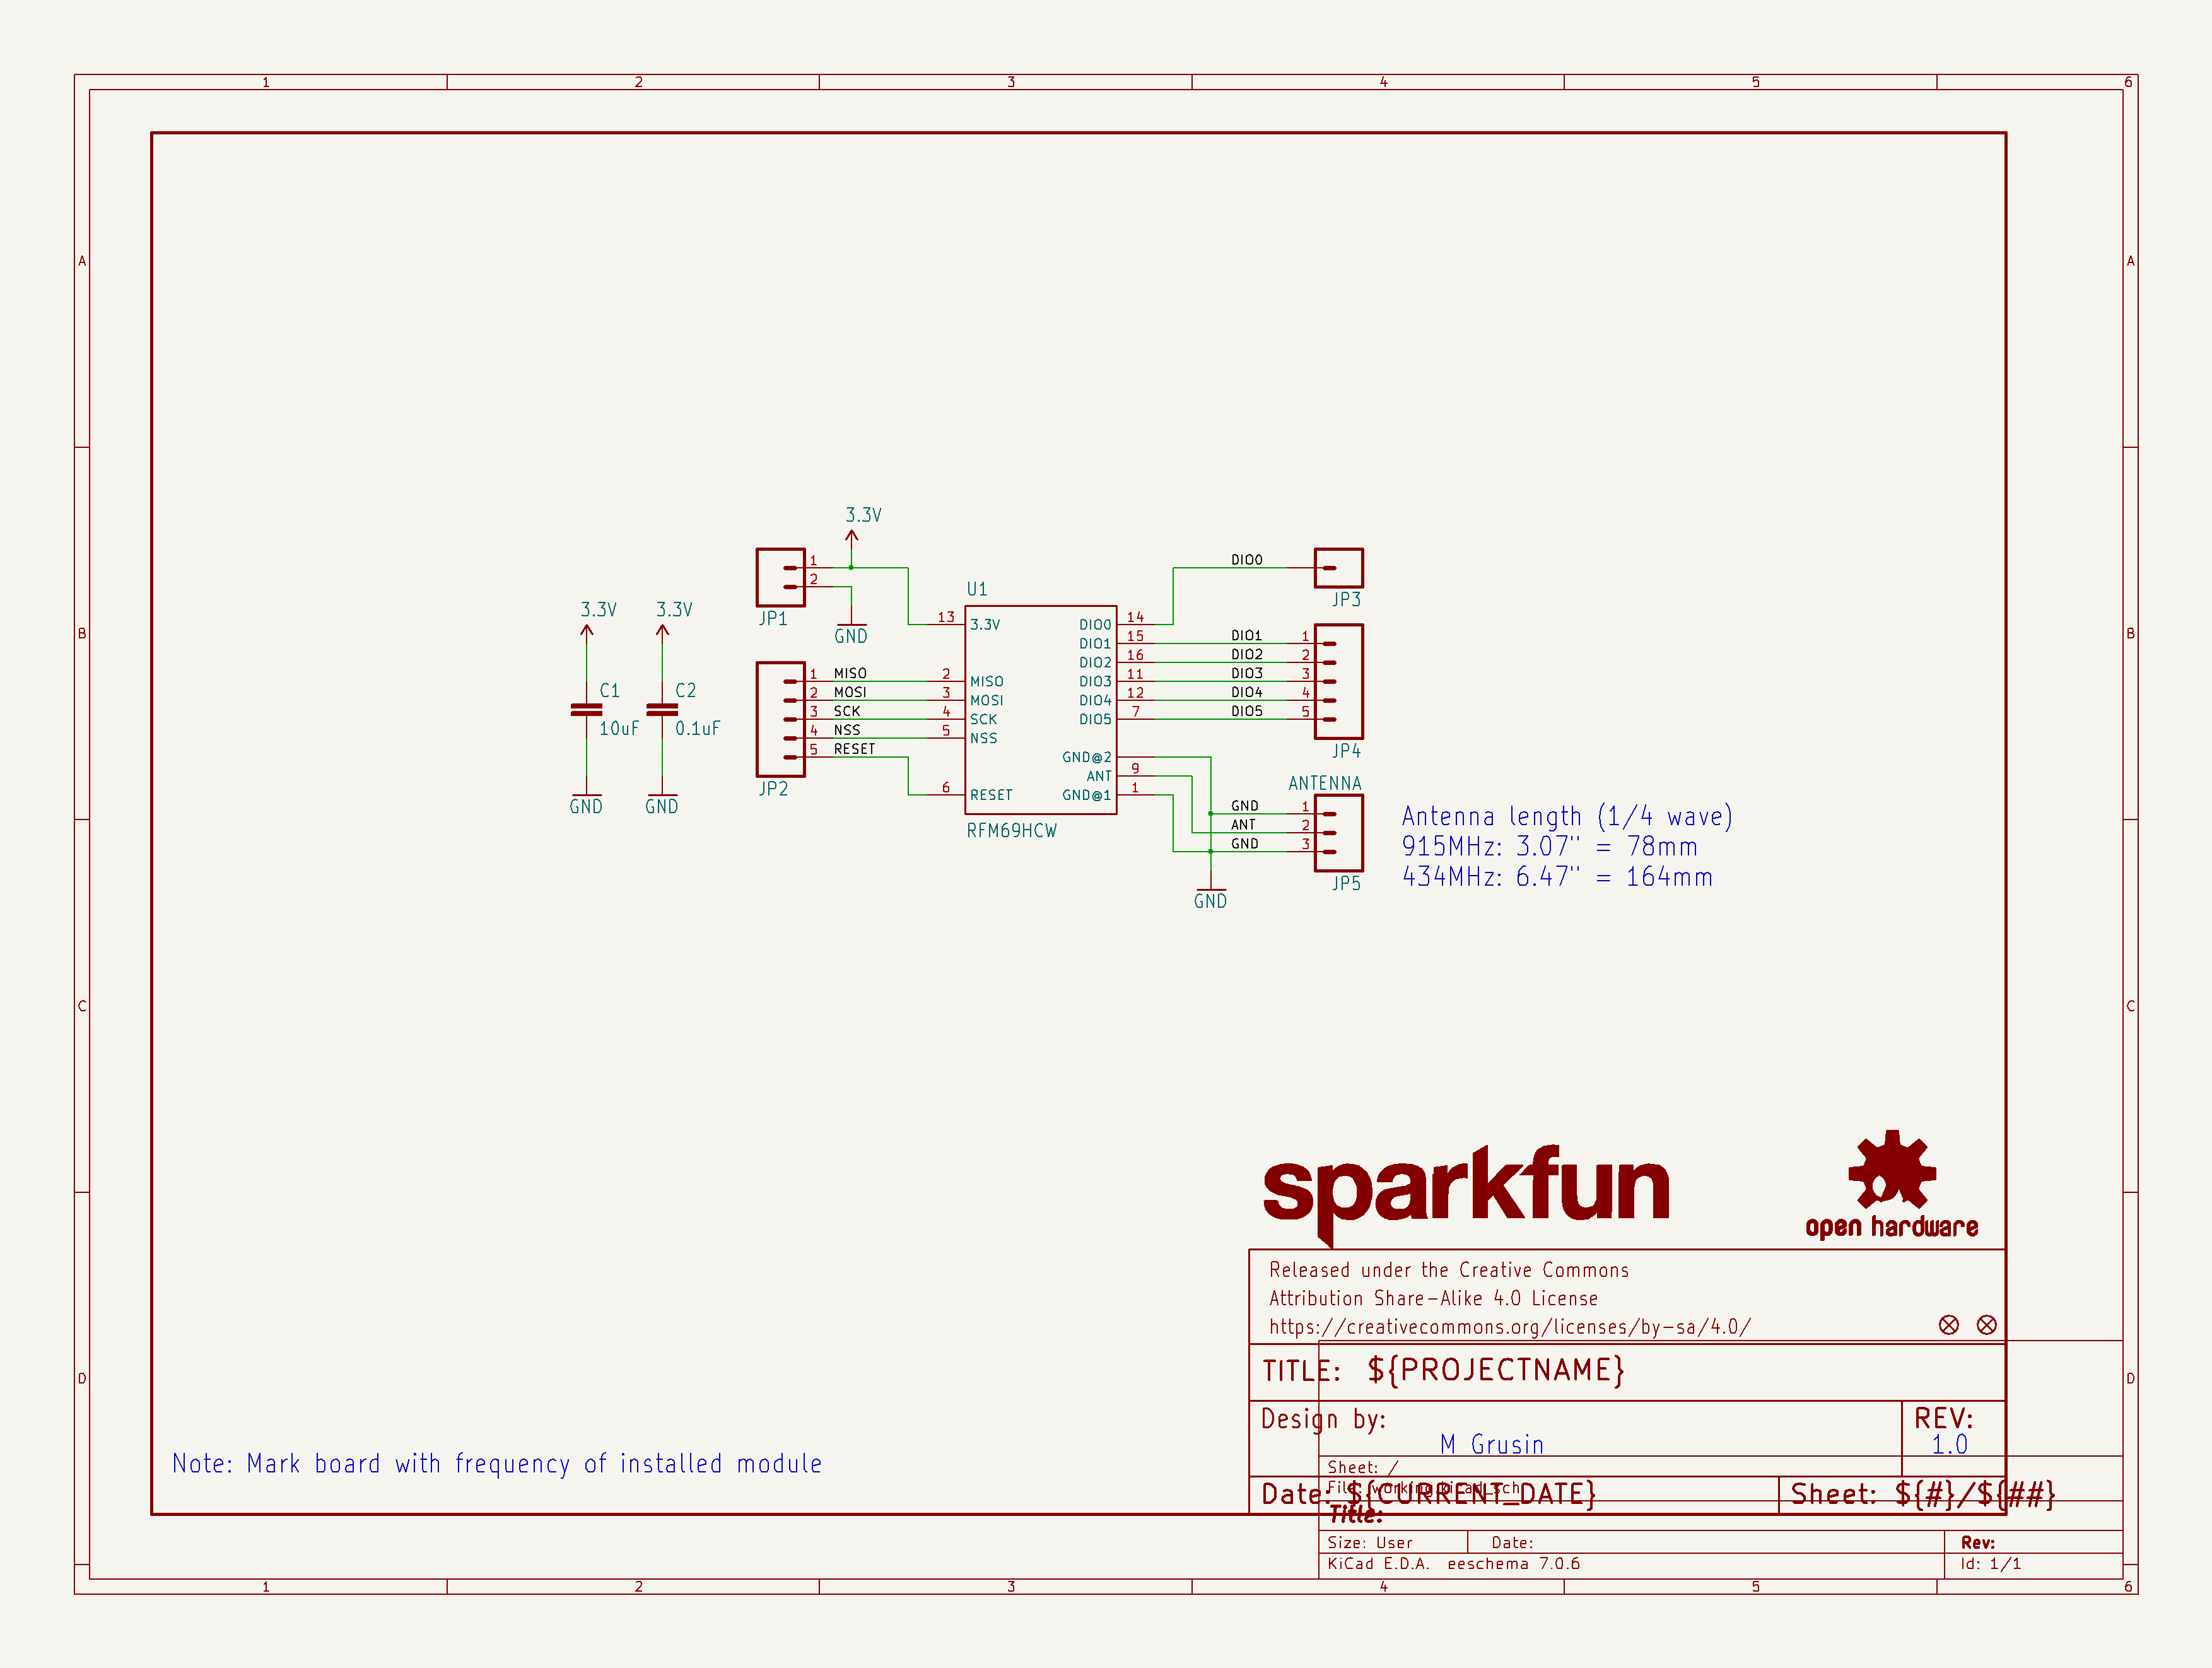 1 2 3 4 5 6
A A
3.3V
1
2
JP1
GND
3.3V 3.3V
C1 C2
10uF 0.1uF
GND GND
1 MISO
2 MOSI
3 SCK
4 NSS
5 RESET
JP2
U1
13 3.3V
2 MISO
3 MOSI
4 SCK
5 NSS
6 RESET
RFM69HCW
DIO0 14
DIO1 15
DIO2 16
DIO3 11
DIO4 12
DIO5 7
GND@2
ANT 9
GND@1 1
DIO0
JP3
DIO1 1
DIO2 2
DIO3 3
DIO4 4
DIO5 5
JP4
ANTENNA
GND 1
ANT 2
GND 3
JP5
GND
Antenna length (1/4 wave)
915MHz: 3.07" = 78mm
434MHz: 6.47" = 164mm
B B
C C
D D
sparkfun
open hardware
Released under the Creative Commons
Attribution Share-Alike 4.0 License
https://creativecommons.org/licenses/by-sa/4.0/
TITLE: ${PROJECTNAME}
Design by:
M Grusin
REV:
1.0
Note: Mark board with frequency of installed module
Sheet: /
File: working.kicad_sch
Date: ${CURRENT_DATE}
Sheet: ${#}/${##}
Title:
Size: User Date: Rev:
KiCad E.D.A. eeschema 7.0.6 Id: 1/1
1 2 3 4 5 6